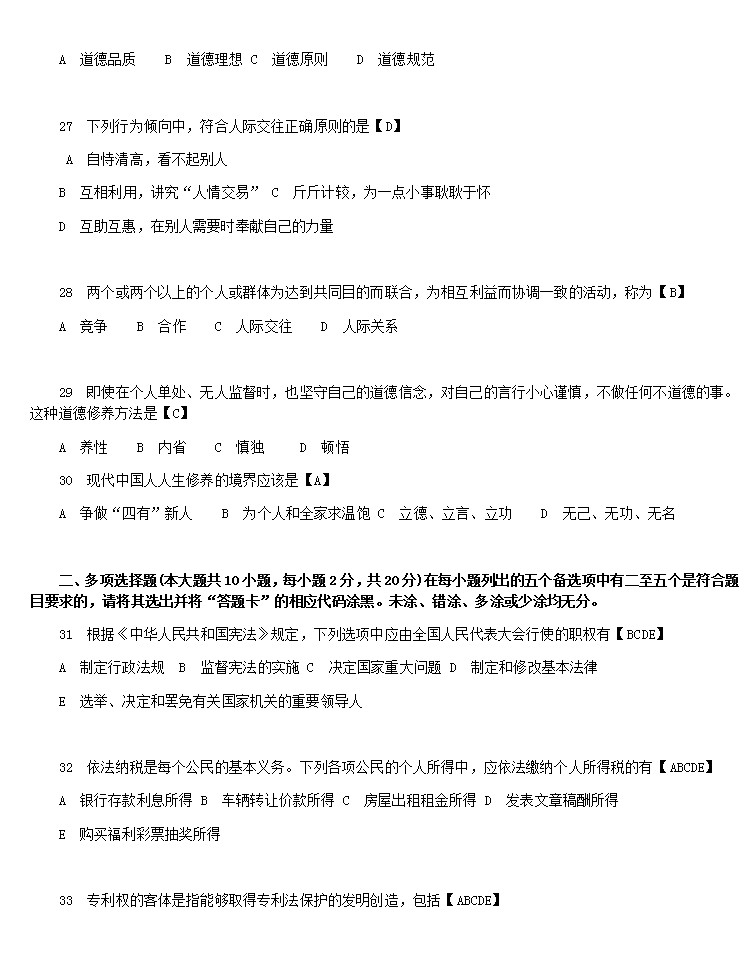 A 道德品质 B 道德理想 C 道德原则 D 道德规范
27 下列行为倾向中，符合人际交往正确原则的是【D】
A 自恃清高，看不起别人
B 互相利用，讲究“人情交易” C 斤斤计较，为一点小事耿耿于怀
D 互助互惠，在别人需要时奉献自己的力量
28 两个或两个以上的个人或群体为达到共同目的而联合，为相互利益而协调一致的活动，称为【B】
A 竞争 B 合作 C 人际交往 D 人际关系
29 即使在个人单处、无人监督时，也坚守自己的道德信念，对自己的言行小心谨慎，不做任何不道德的事。
这种道德修养方法是【C】
A 养性 B 内省 C 慎独 D 顿悟
30 现代中国人人生修养的境界应该是【A】
A 争做“四有”新人 B 为个人和全家求温饱 C 立德、立言、立功 D 无己、无功、无名
二、多项选择题(本大题共10小题，每小题2分，共20分)在每小题列出的五个备选项中有二至五个是符合题
目要求的，请将其选出并将“答题卡”的相应代码涂黑。未涂、错涂、多涂或少涂均无分。
31 根据《中华人民共和国宪法》规定，下列选项中应由全国人民代表大会行使的职权有【BCDE】
A 制定行政法规 B 监督宪法的实施 C 决定国家重大问题 D 制定和修改基本法律
E 选举、决定和罢免有关国家机关的重要领导人
32 依法纳税是每个公民的基本义务。下列各项公民的个人所得中，应依法缴纳个人所得税的有【ABCDE】
A 银行存款利息所得 B 车辆转让价款所得 C 房屋出租租金所得 D 发表文章稿酬所得
E 购买福利彩票抽奖所得
33 专利权的客体是指能够取得专利法保护的发明创造，包括【ABCDE】